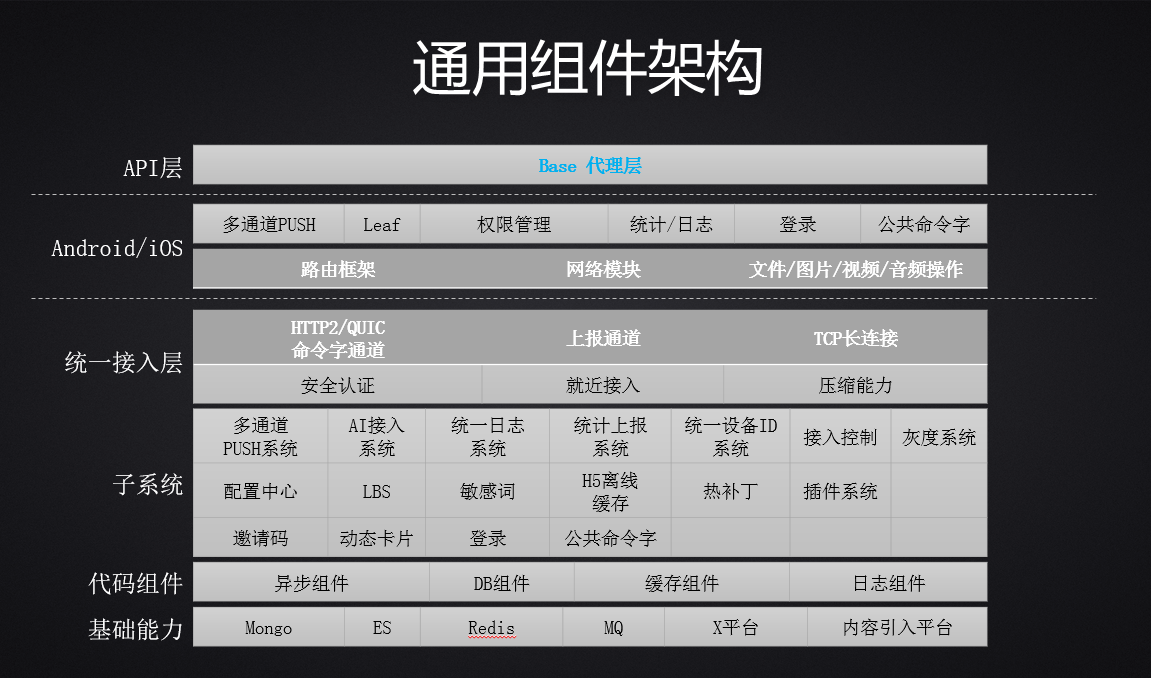 通用组件架构
API层
Base 代理层
Android/iOS
多通道PUSH
Leaf
权限管理
统计/日志
登录
公共命令字
路由框架
网络模块
文件/图片/视频/音频操作
统一接入层
HTTP2/QUIC
命令字通道
上报通道
TCP长连接
安全认证
就近接入
压缩能力
子系统
多通道
PUSH系统
AI接入
系统
统一日志
系统
统计上报
系统
统一设备ID
系统
接入控制
灰度系统
配置中心
LBS
敏感词
H5离线
缓存
热补丁
插件系统
邀请码
动态卡片
登录
公共命令字
代码组件
异步组件
DB组件
缓存组件
日志组件
基础能力
Mongo
ES
Redis
MQ
X平台
内容引入平台